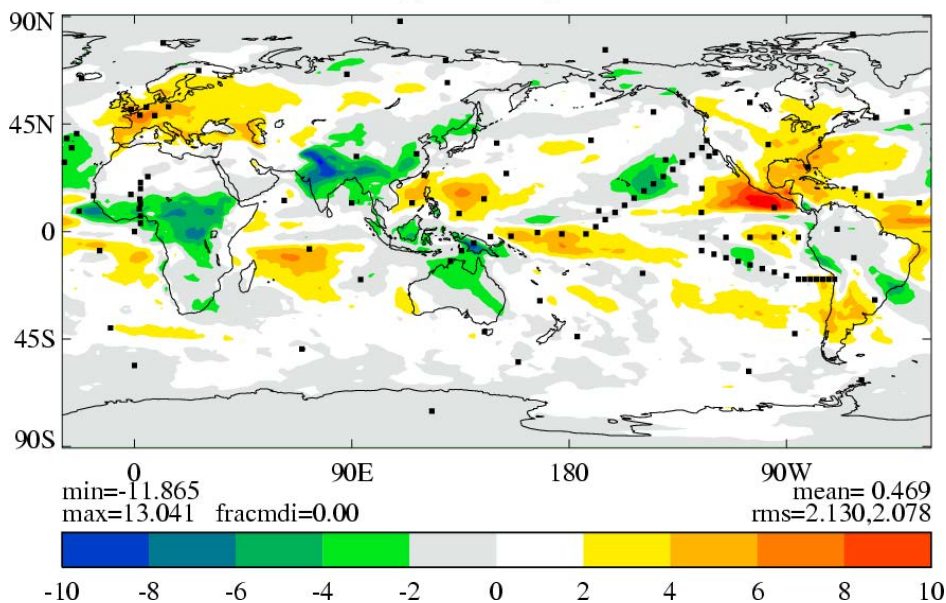 90N
45N
0
45S
90S
0 90E 180 90W
min=-11.865 mean= 0.469
max=13.041 fracmdi=0.00 rms=2.130,2.078
-10 -8 -6 -4 -2 0 2 4 6 8 10